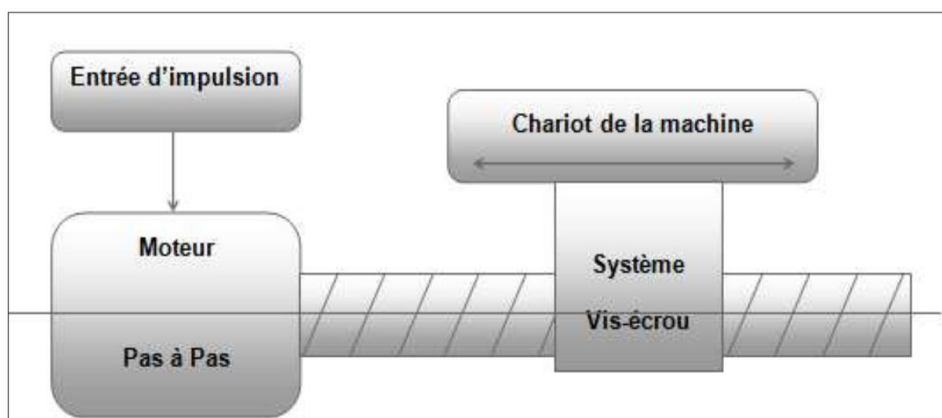 Entrée d'impulsion
Chariot de la machine
Moteur
Pas à Pas
Système
Vis-écrou